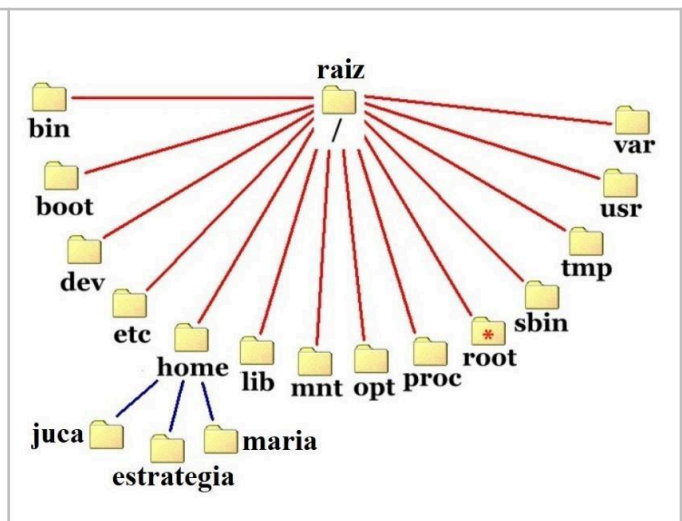 raiz
/
bin
var
boot
usr
dev
tmp
etc
sbin
home
lib
mnt
opt
proc
root
*
juca
maria
estrategia